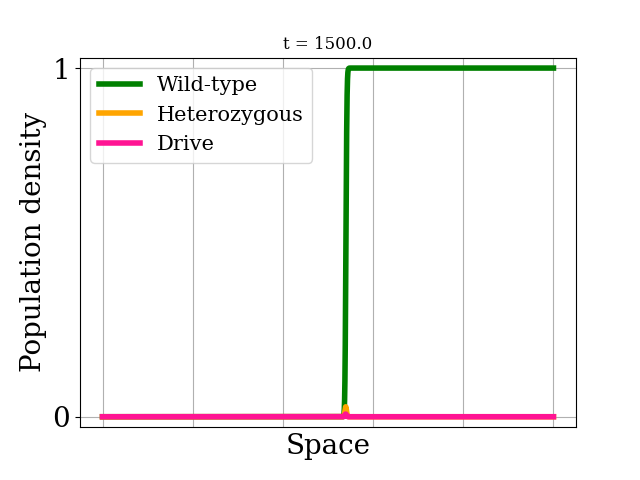 t = 1500.0
1
Wild-type
Heterozygous
Drive
Population density
0
Space